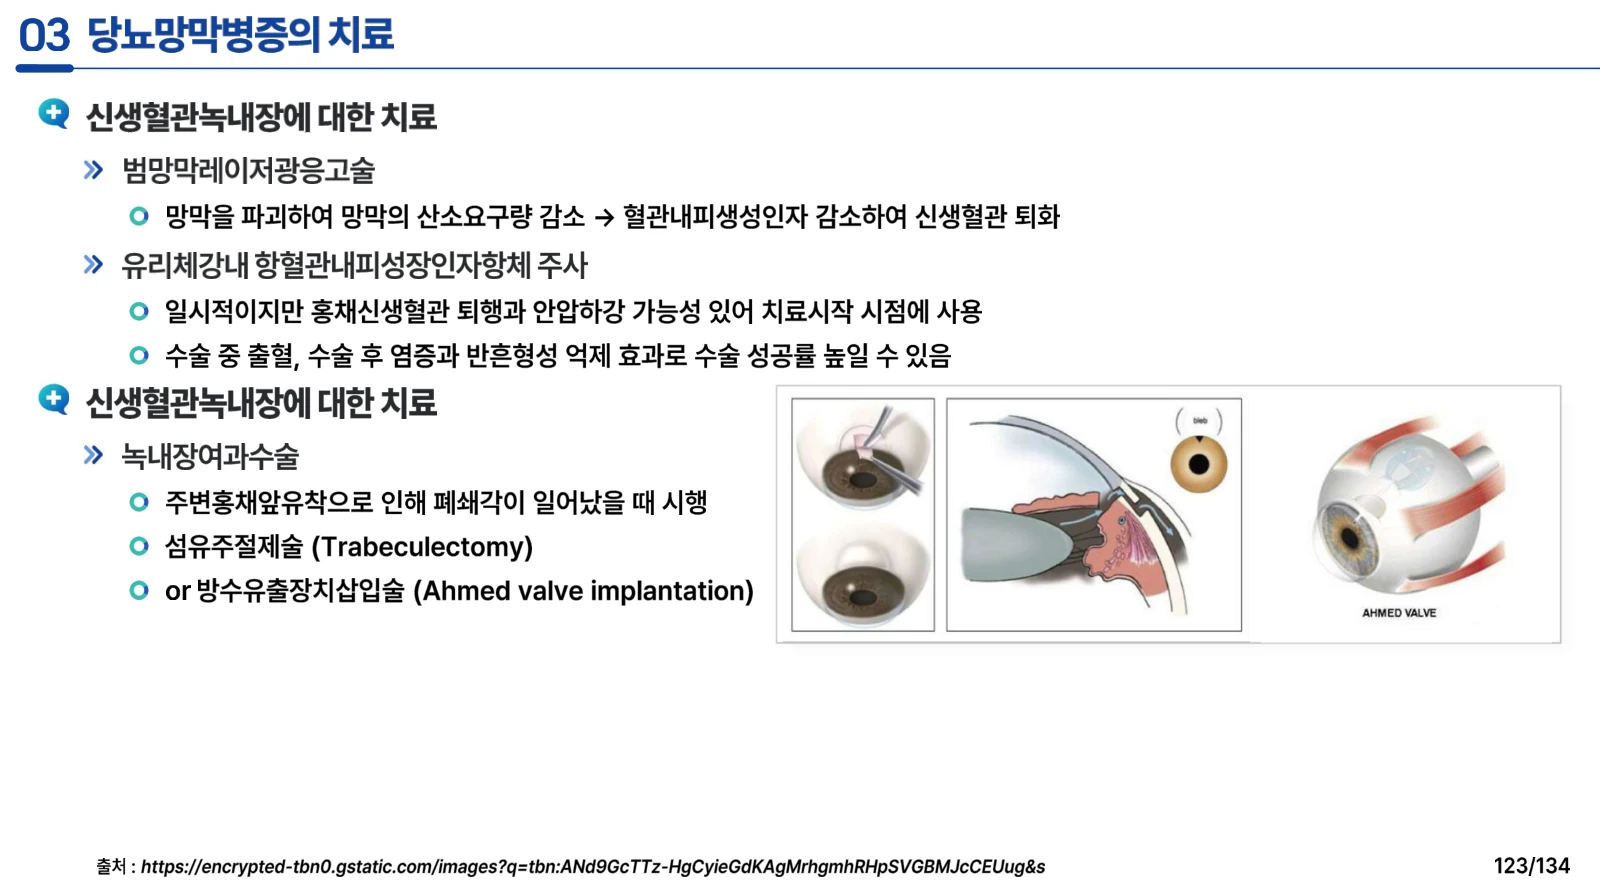 03 당뇨망막병증의 치료
신생혈관녹내장에 대한 치료
범망막레이저광응고술
망막을 파괴하여 망막의 산소요구량 감소 → 혈관내피생성인자 감소하여 신생혈관 퇴화
유리체강내 항혈관내피성장인자항체 주사
일시적이지만 홍채신생혈관 퇴행과 안압하강 가능성 있어 치료시작 시점에 사용
수술 중 출혈, 수술 후 염증과 반흔형성 억제 효과로 수술 성공률 높일 수 있음
신생혈관녹내장에 대한 치료
녹내장여과수술
주변홍채앞유착으로 인해 폐쇄각이 일어났을 때 시행
섬유주절제술 (Trabeculectomy)
or 방수유출장치삽입술 (Ahmed valve implantation)
bleb
AHMED VALVE
출처 : https://encrypted-tbn0.gstatic.com/images?q=tbn:ANd9GcTTz-HgCyieGdKAgMrhgmhRHpSVGBMJcCEUug&s
123/134